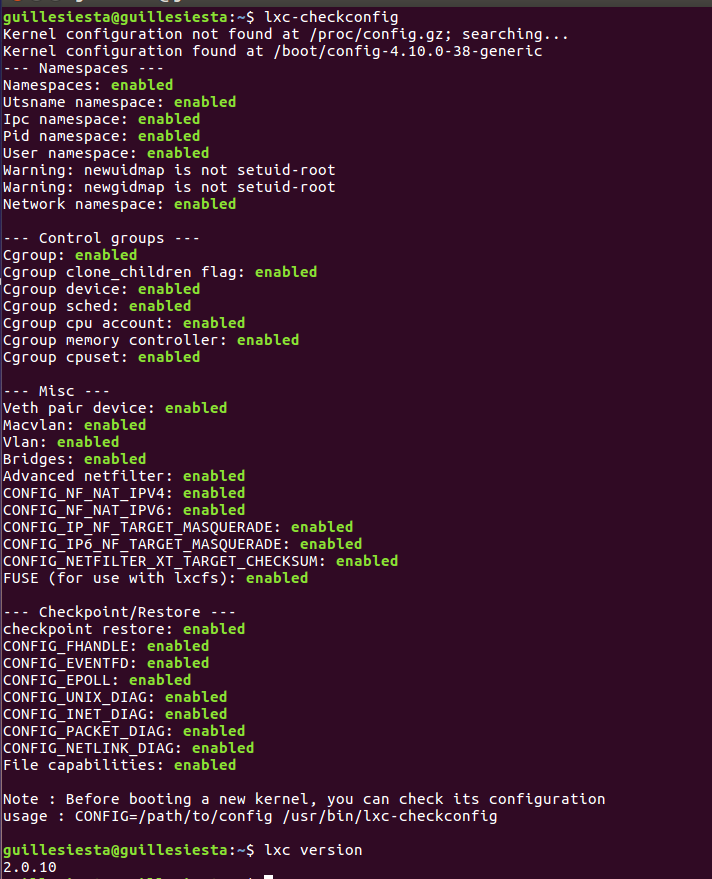 guillesiesta@guillesiesta:~$ lxc-checkconfig
Kernel configuration not found at /proc/config.gz; searching...
Kernel configuration found at /boot/config-4.10.0-38-generic
--- Namespaces ---
Namespaces: enabled
Utsname namespace: enabled
Ipc namespace: enabled
Pid namespace: enabled
User namespace: enabled
Warning: newuidmap is not setuid-root
Warning: newgidmap is not setuid-root
Network namespace: enabled

--- Control groups ---
Cgroup: enabled
Cgroup clone_children flag: enabled
Cgroup device: enabled
Cgroup sched: enabled
Cgroup cpu account: enabled
Cgroup memory controller: enabled
Cgroup cpuset: enabled

--- Misc ---
Veth pair device: enabled
Macvlan: enabled
Vlan: enabled
Bridges: enabled
Advanced netfilter: enabled
CONFIG_NF_NAT_IPV4: enabled
CONFIG_NF_NAT_IPV6: enabled
CONFIG_IP_NF_TARGET_MASQUERADE: enabled
CONFIG_IP6_NF_TARGET_MASQUERADE: enabled
CONFIG_NETFILTER_XT_TARGET_CHECKSUM: enabled
FUSE (for use with lxcfs): enabled

--- Checkpoint/Restore ---
checkpoint restore: enabled
CONFIG_FHANDLE: enabled
CONFIG_EVENTFD: enabled
CONFIG_EPOLL: enabled
CONFIG_UNIX_DIAG: enabled
CONFIG_INET_DIAG: enabled
CONFIG_PACKET_DIAG: enabled
CONFIG_NETLINK_DIAG: enabled
File capabilities: enabled

Note : Before booting a new kernel, you can check its configuration
usage : CONFIG=/path/to/config /usr/bin/lxc-checkconfig

guillesiesta@guillesiesta:~$ lxc version
2.0.10